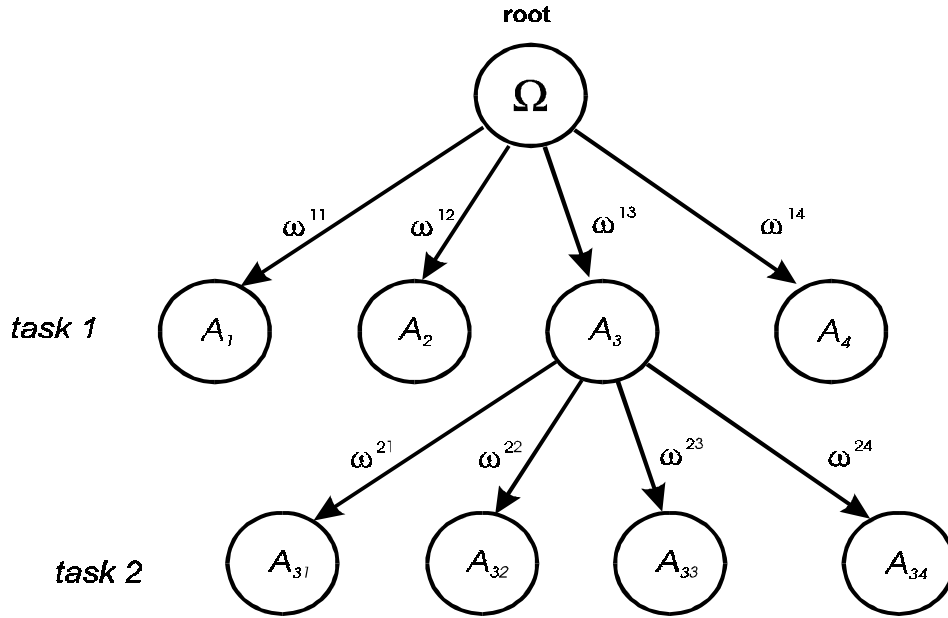 root
Ω
ω¹¹ ω¹² ω¹³ ω¹⁴
task 1 A₁ A₂ A₃ A₄
ω²¹ ω²² ω²³ ω²⁴
task 2 A₃₁ A₃₂ A₃₃ A₃₄